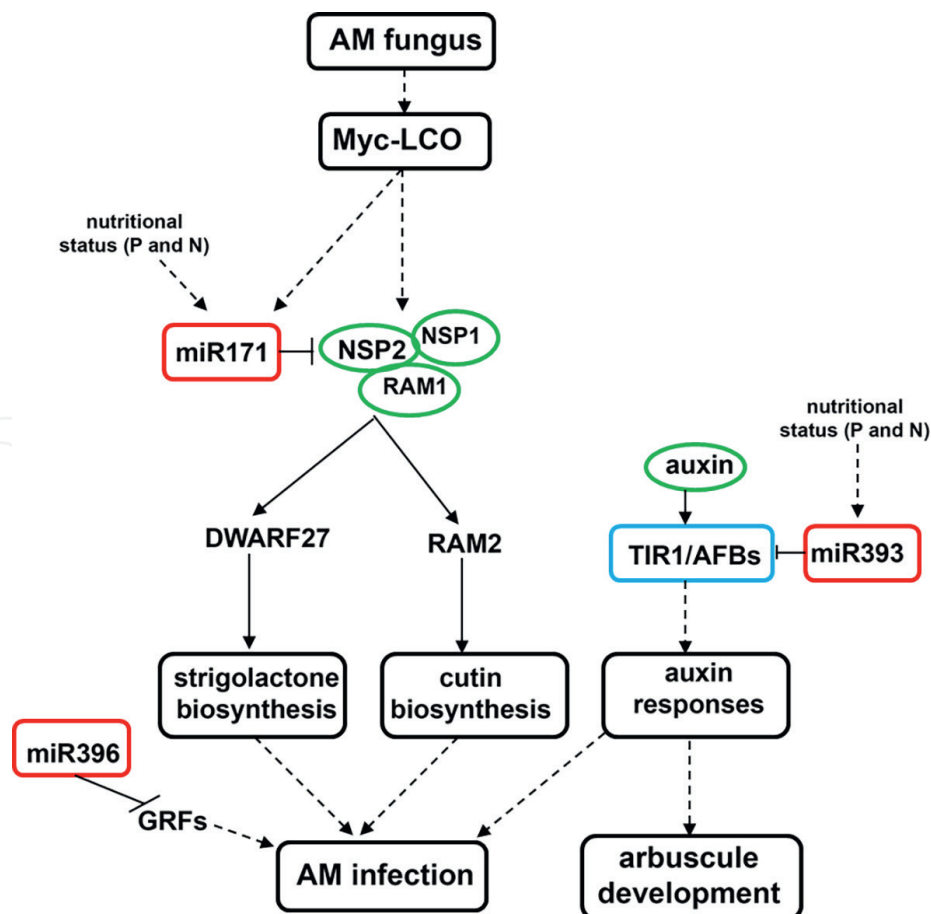 AM fungus
Myc-LCO
nutritional
status (P and N)
miR171
NSP2
NSP1
RAM1
nutritional
status (P and N)
auxin
DWARF27
RAM2
TIR1/AFBs
miR393
strigolactone
biosynthesis
cutin
biosynthesis
auxin
responses
miR396
GRFs
AM infection
arbuscule
development